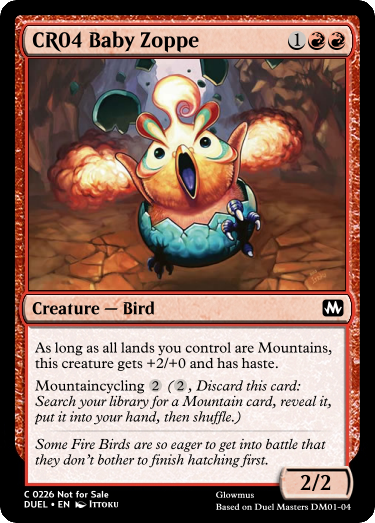 CR04 Baby Zoppe 1
Creature — Bird
As long as all lands you control are Mountains,
this creature gets +2/+0 and has haste.
Mountaincycling 2 (2, Discard this card:
Search your library for a Mountain card, reveal it,
put it into your hand, then shuffle.)
Some Fire Birds are so eager to get into battle that
they don't bother to finish hatching first.
2/2
C 0226 Not for Sale
DUEL • EN Ittoku
Glowmus
Based on Duel Masters DM01-04